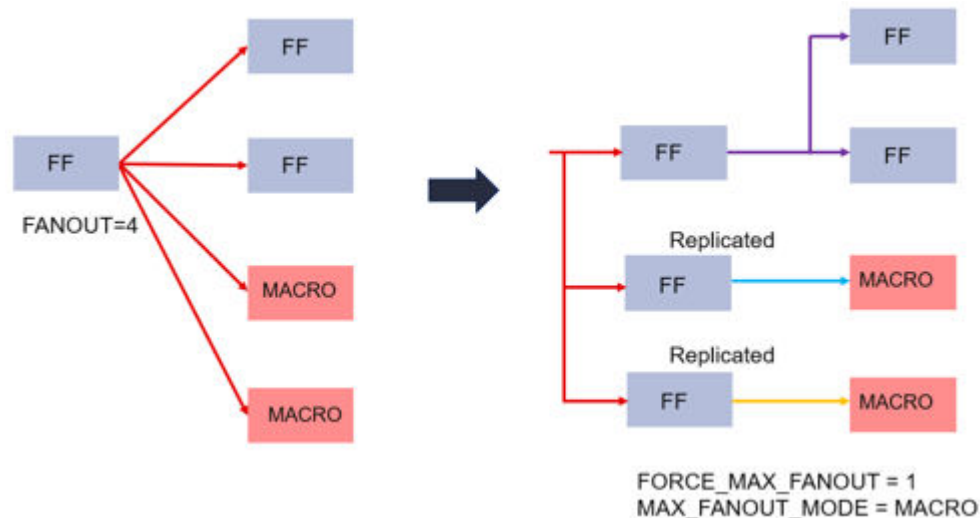 FF
FF
FF
FANOUT=4
MACRO
MACRO
FF
FF
FF
Replicated
FF
MACRO
Replicated
FF
MACRO
FORCE_MAX_FANOUT = 1
MAX_FANOUT_MODE = MACRO